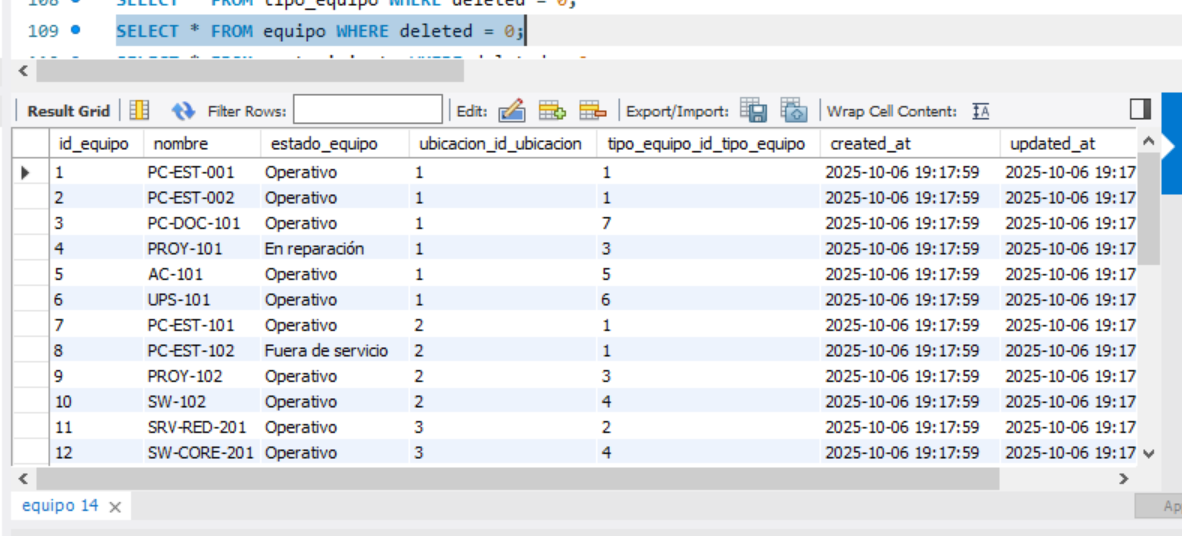 108 SELECT * FROM tipo_equipo WHERE deleted = 0;
109 SELECT * FROM equipo WHERE deleted = 0;
Result Grid Filter Rows: Edit: Export/Import: Wrap Cell Content: IA
id_equipo nombre estado_equipo ubicacion_id_ubicacion tipo_equipo_id_tipo_equipo created_at updated_at
1 PC-EST-001 Operativo 1 1 2025-10-06 19:17:59 2025-10-06 19:17
2 PC-EST-002 Operativo 1 1 2025-10-06 19:17:59 2025-10-06 19:17
3 PC-DOC-101 Operativo 1 7 2025-10-06 19:17:59 2025-10-06 19:17
4 PROY-101 En reparación 1 3 2025-10-06 19:17:59 2025-10-06 19:17
5 AC-101 Operativo 1 5 2025-10-06 19:17:59 2025-10-06 19:17
6 UPS-101 Operativo 1 6 2025-10-06 19:17:59 2025-10-06 19:17
7 PC-EST-101 Operativo 2 1 2025-10-06 19:17:59 2025-10-06 19:17
8 PC-EST-102 Fuera de servicio 2 1 2025-10-06 19:17:59 2025-10-06 19:17
9 PROY-102 Operativo 2 3 2025-10-06 19:17:59 2025-10-06 19:17
10 SW-102 Operativo 2 4 2025-10-06 19:17:59 2025-10-06 19:17
11 SRV-RED-201 Operativo 3 2 2025-10-06 19:17:59 2025-10-06 19:17
12 SW-CORE-201 Operativo 3 4 2025-10-06 19:17:59 2025-10-06 19:17
equipo 14 Ap